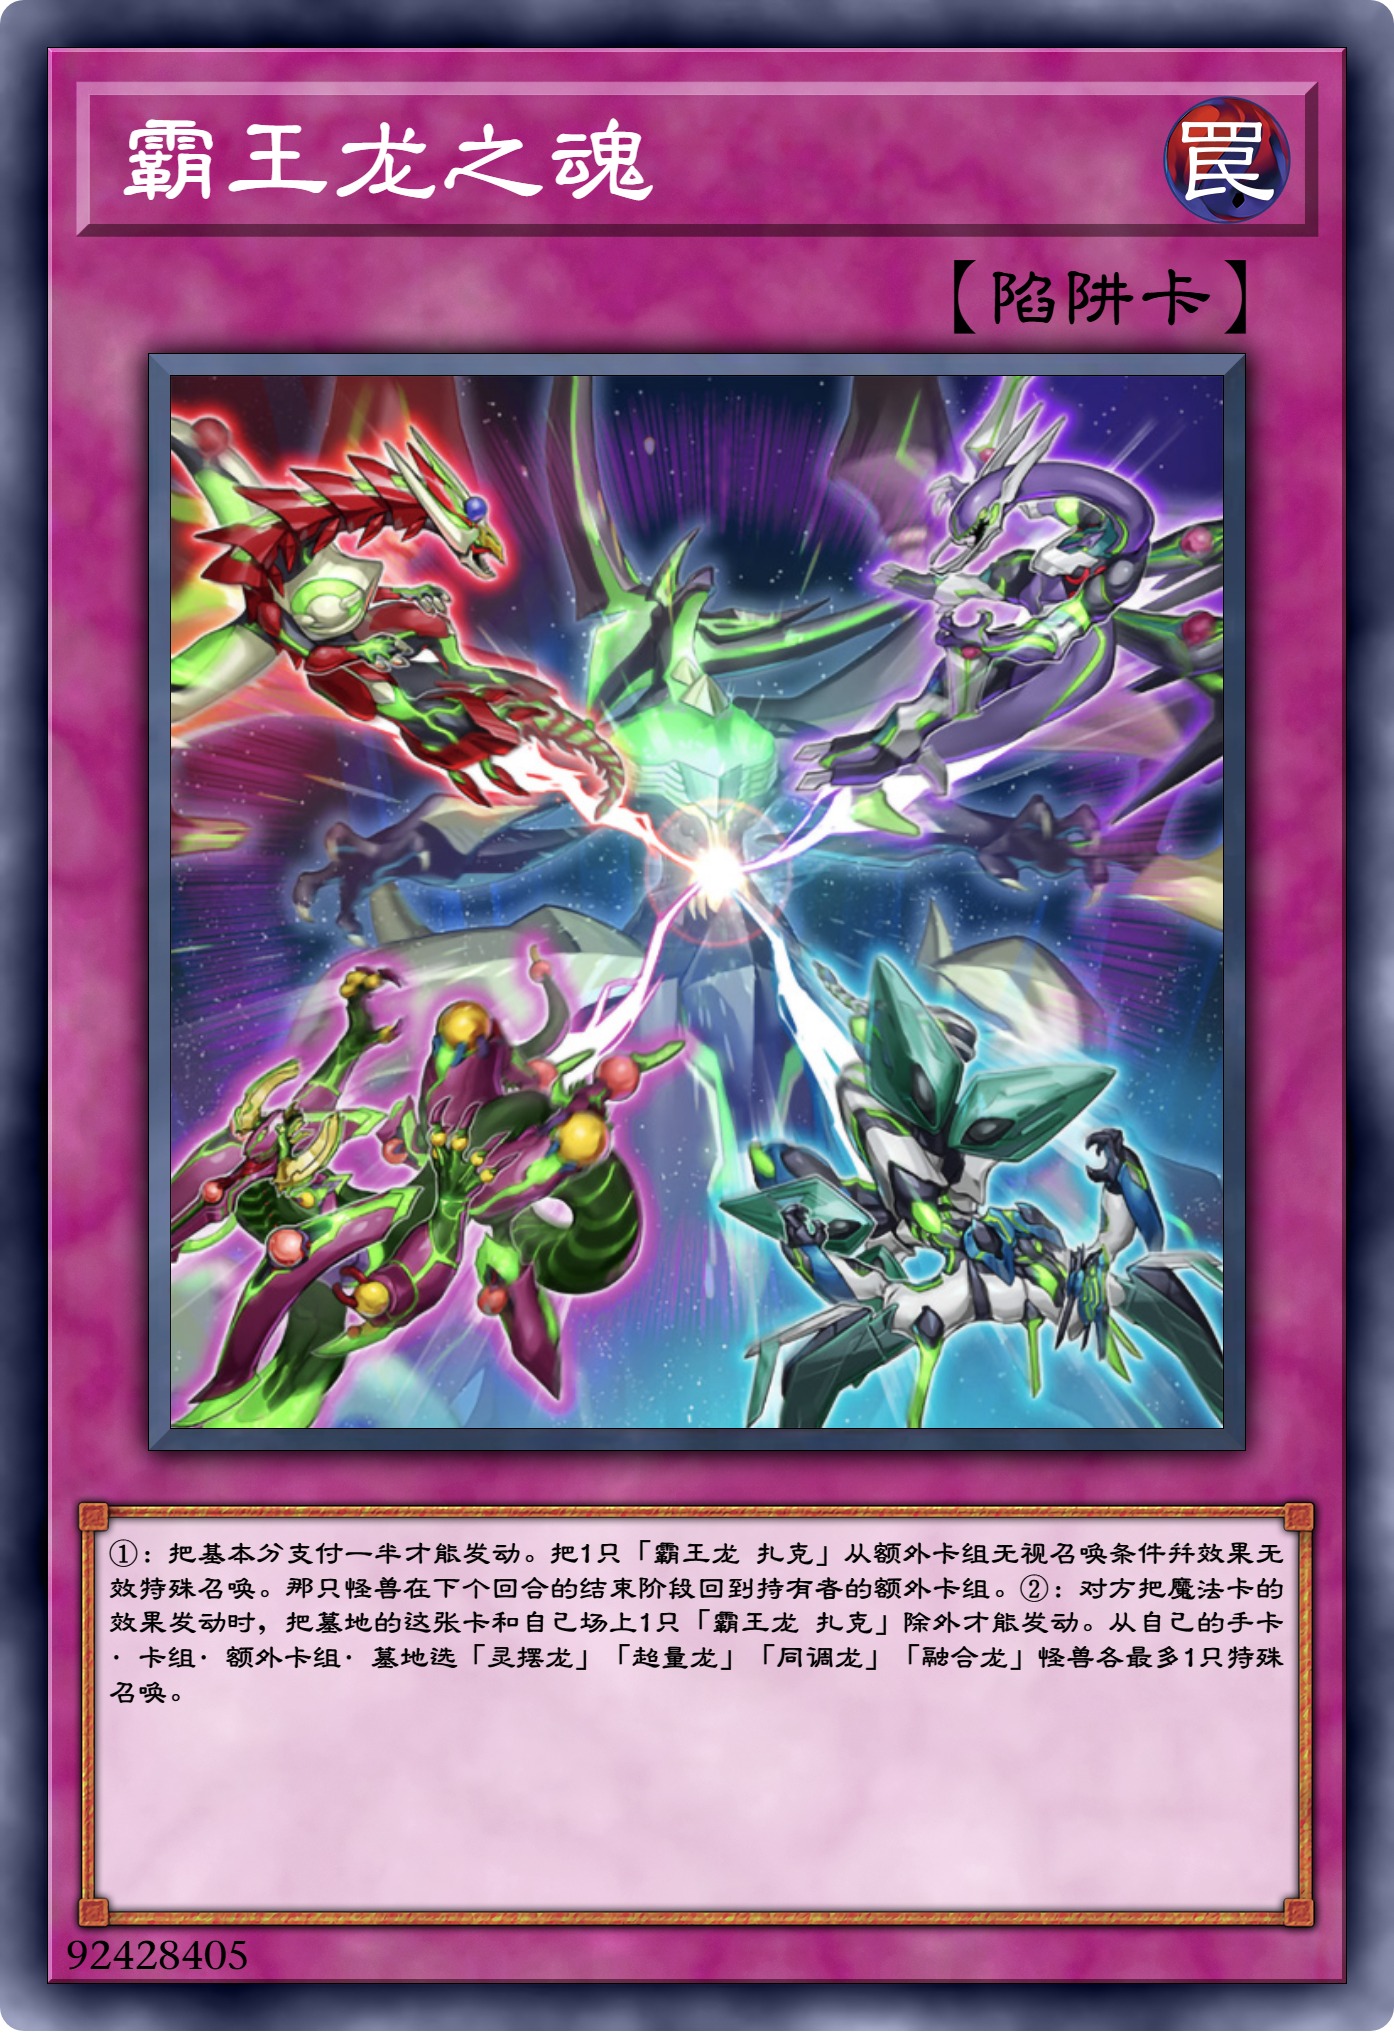 霸王龙之魂
罠
【陷阱卡】
①：把基本分支付一半才能发动。把1只「霸王龙 扎克」从额外卡组无视召唤条件并效果无
效特殊召唤。那只怪兽在下个回合的结束阶段回到持有者的额外卡组。②：对方把魔法卡的
效果发动时，把墓地的这张卡和自己场上1只「霸王龙 扎克」除外才能发动。从自己的手卡
·卡组·额外卡组·墓地选「灵摆龙」「超量龙」「同调龙」「融合龙」怪兽各最多1只特殊
召唤。
92428405